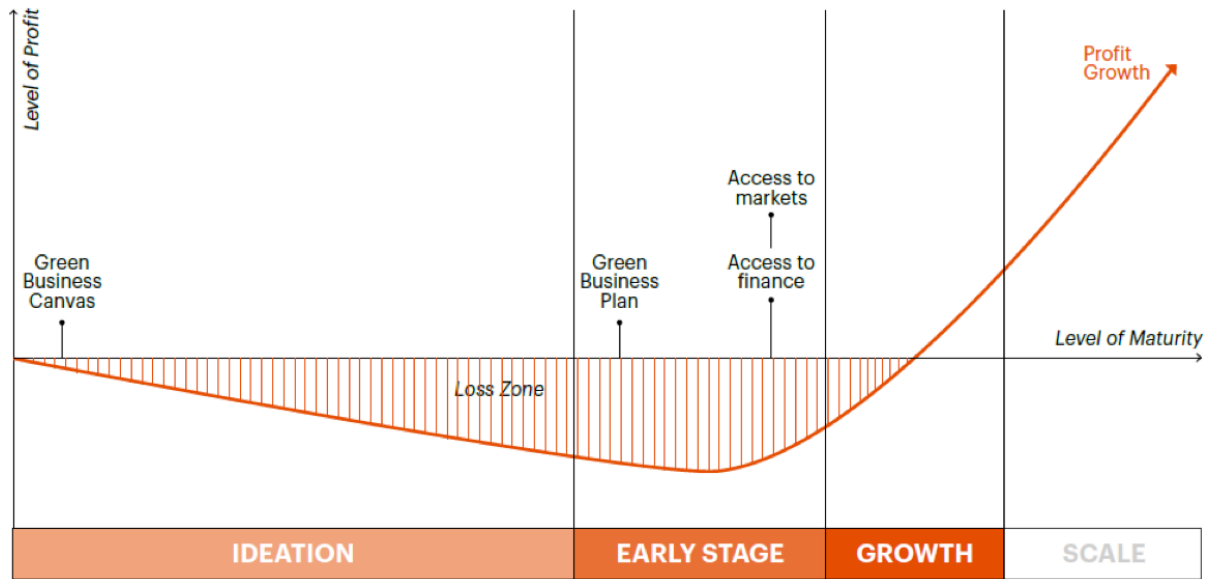 Level of Profit
Profit
Growth
Access to
markets
Green
Business
Canvas
Green
Business
Plan
Access to
finance
Level of Maturity
Loss Zone
IDEATION
EARLY STAGE
GROWTH
SCALE